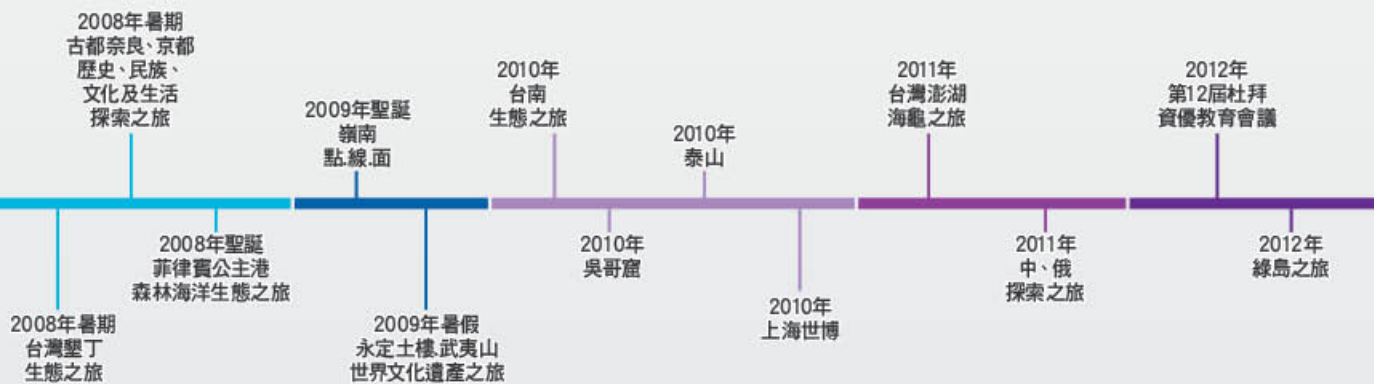 2008年暑期
古都奈良、京都
歷史、民族、
文化及生活
探索之旅
2009年聖誕
嶺南
點.線.面
2010年
台南
生態之旅
2010年
泰山
2011年
台灣澎湖
海龜之旅
2012年
第12屆杜拜
資優教育會議
2008年暑期
台灣墾丁
生態之旅
2008年聖誕
菲律賓公主港
森林海洋生態之旅
2009年暑假
永定土樓.武夷山
世界文化遺產之旅
2010年
吳哥窟
2010年
上海世博
2011年
中、俄
探索之旅
2012年
綠島之旅